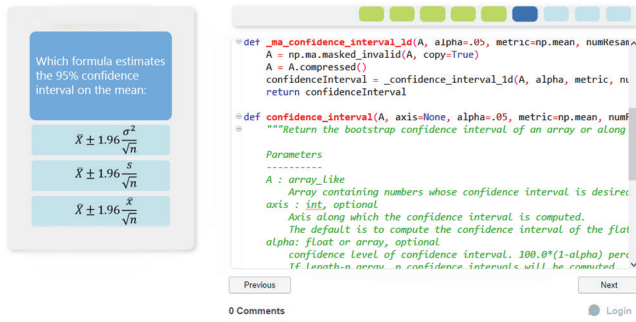 Which formula estimates
the 95% confidence
interval on the mean:
X̄ ± 1.96 σ²/√n
X̄ ± 1.96 s/√n
X̄ ± 1.96 x̄/√n
def _ma_confidence_interval_1d(A, alpha=.05, metric=np.mean, numResam
A = np.ma.masked_invalid(A, copy=True)
A = A.compressed()
confidenceInterval = _confidence_interval_1d(A, alpha, metric, nu
return confidenceInterval
def confidence_interval(A, axis=None, alpha=.05, metric=np.mean, numR
"""Return the bootstrap confidence interval of an array or along
Parameters
----------
A : array_like
Array containing numbers whose confidence interval is desired
axis : int, optional
Axis along which the confidence interval is computed.
The default is to compute the confidence interval of the flat
alpha: float or array, optional
confidence level of confidence interval. 100.0*(1-alpha) perc
If length-n array, n confidence intervals will be computed
Previous
Next
0 Comments
Login